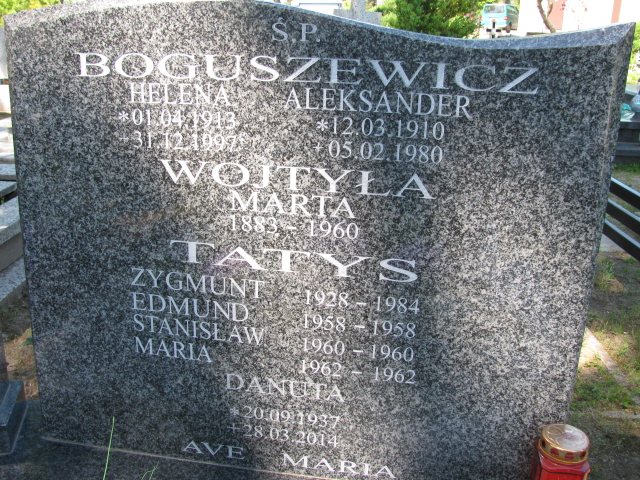 Ś.P.
BOGUSZEWICZ
HELENA ALEKSANDER
*01.04.1913 *12.03.1910
+31.12.1997 +05.02.1980
WOJTYŁA
MARTA
1883 - 1960
TATYS
ZYGMUNT 1928 - 1984
EDMUND 1958 - 1958
STANISŁAW 1960 - 1960
MARIA 1962 - 1962
DANUTA
*20.09.1937
+28.03.2014
AVE MARIA